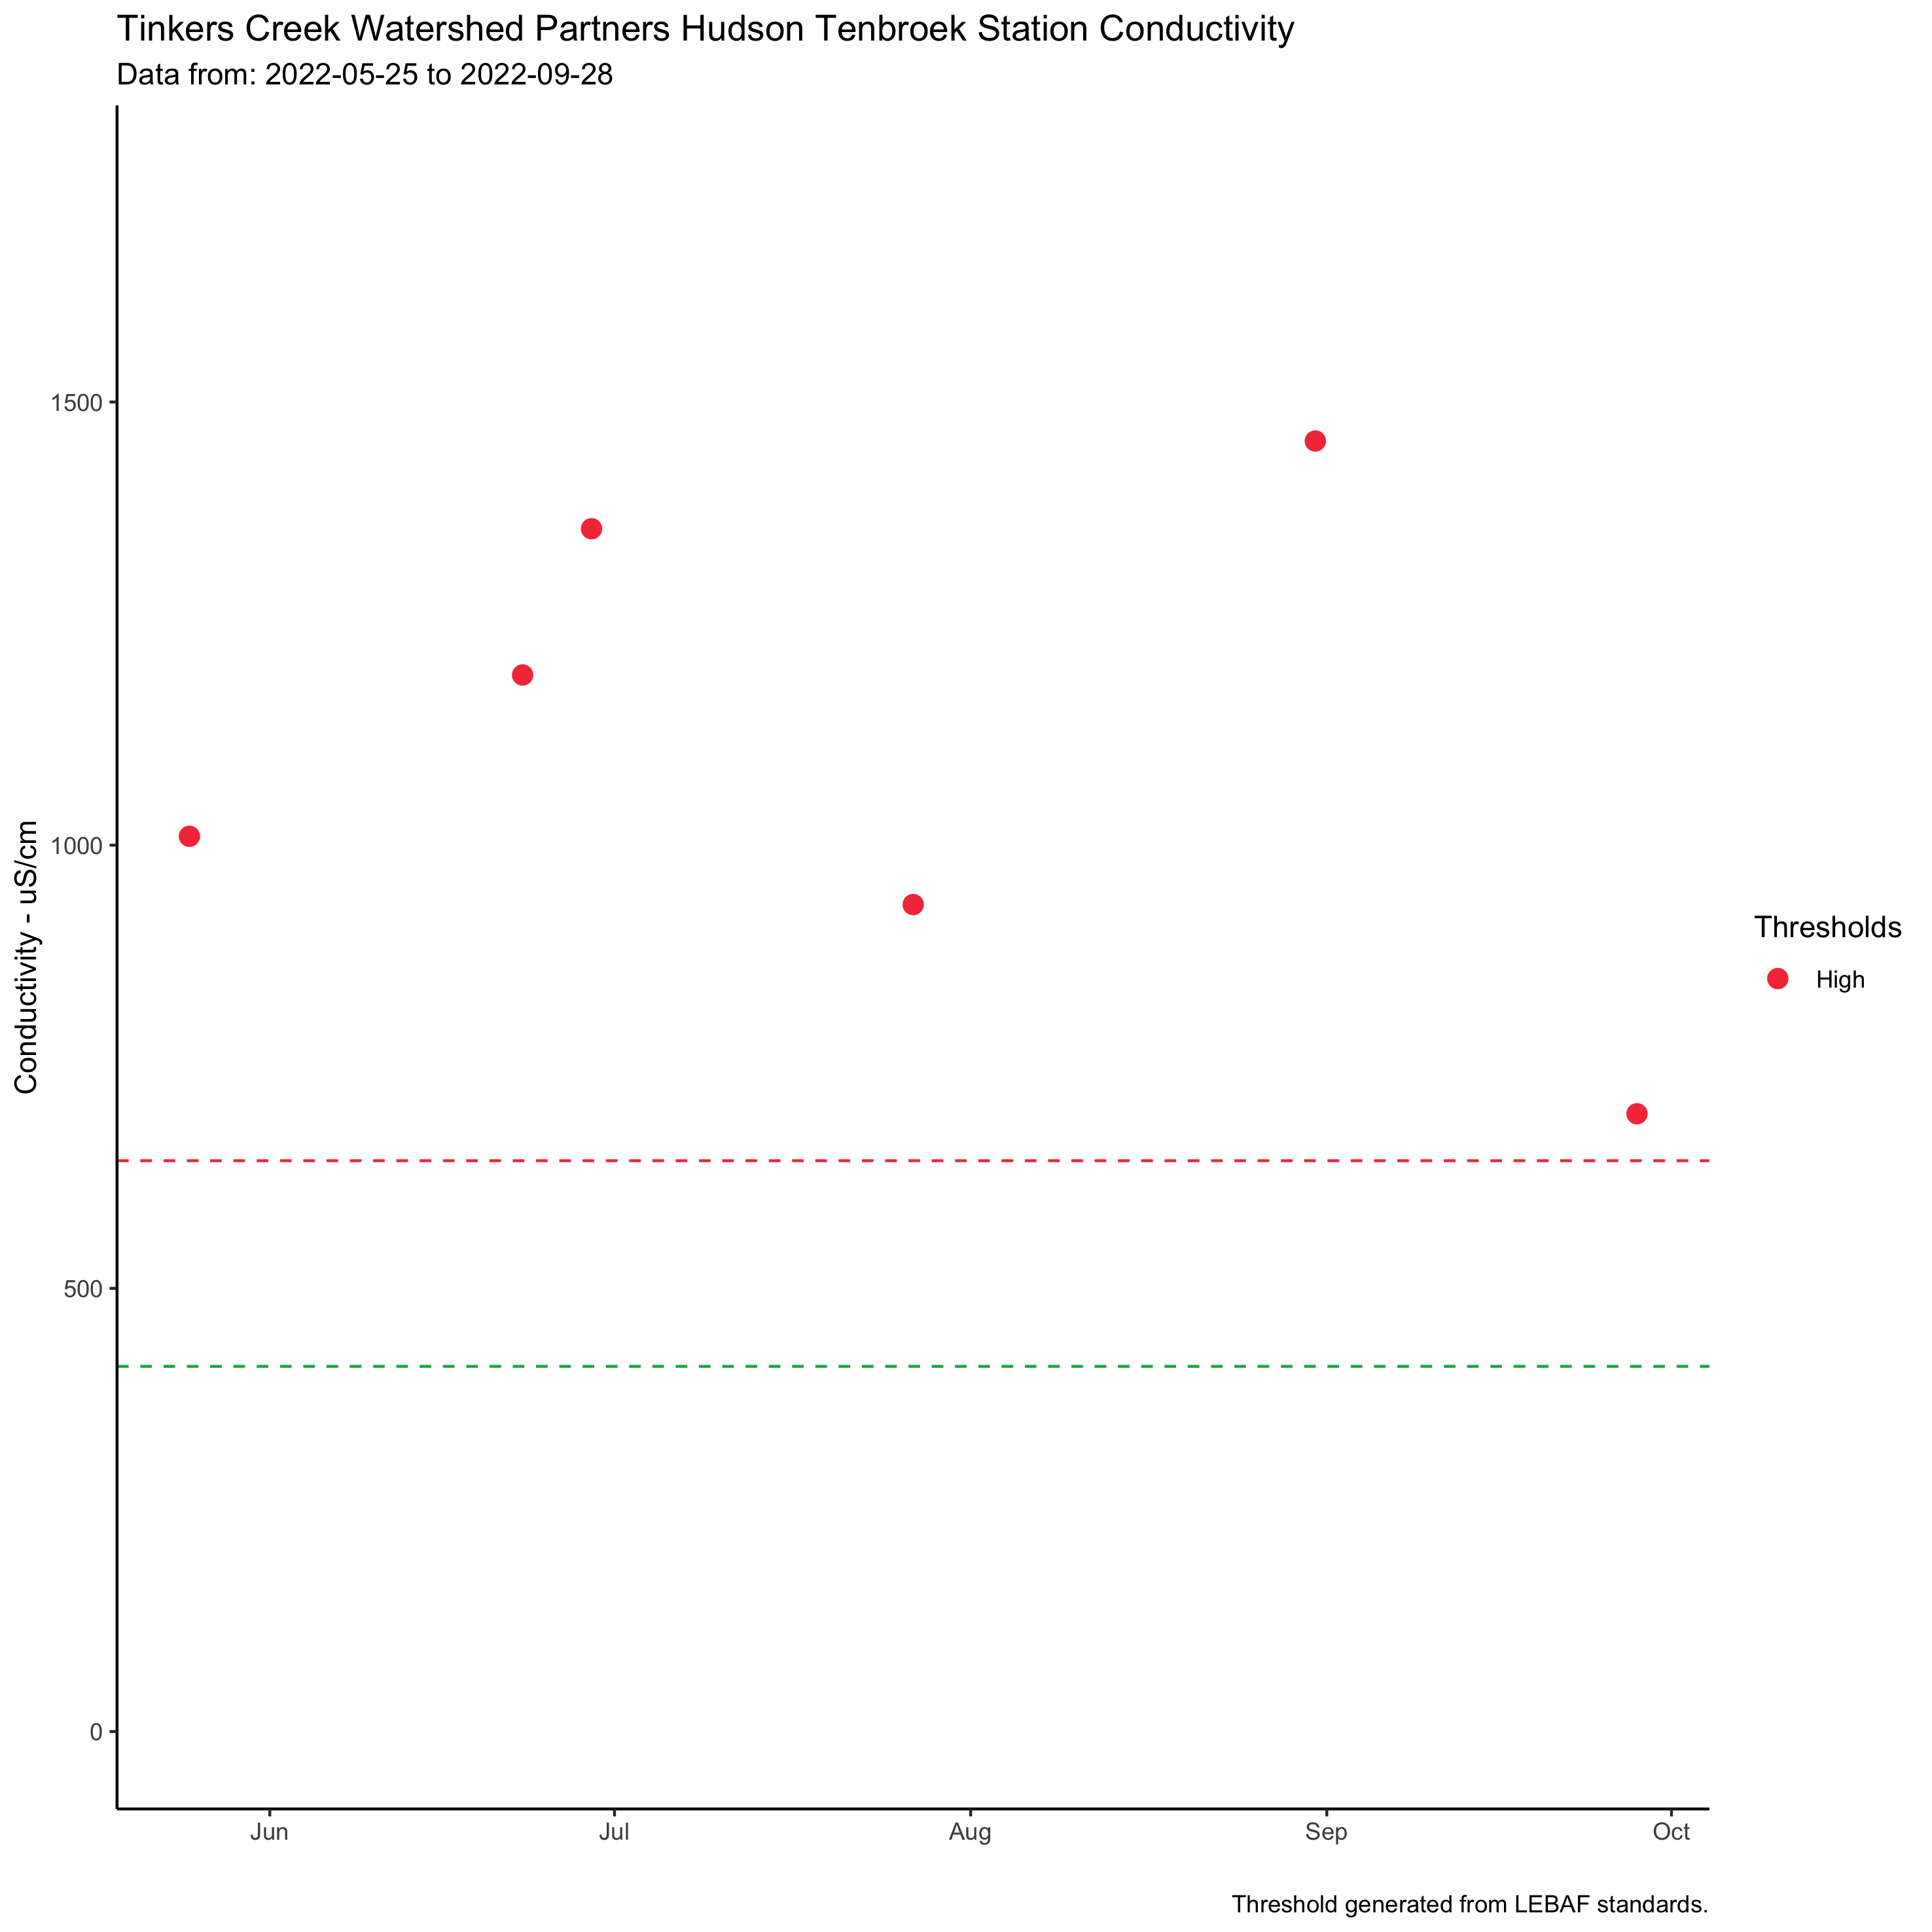 Tinkers Creek Watershed Partners Hudson Tenbroek Station Conductivity
Data from: 2022-05-25 to 2022-09-28
Conductivity - uS/cm
1500
1000
500
0
Jun Jul Aug Sep Oct
Thresholds
High
Threshold generated from LEBAF standards.